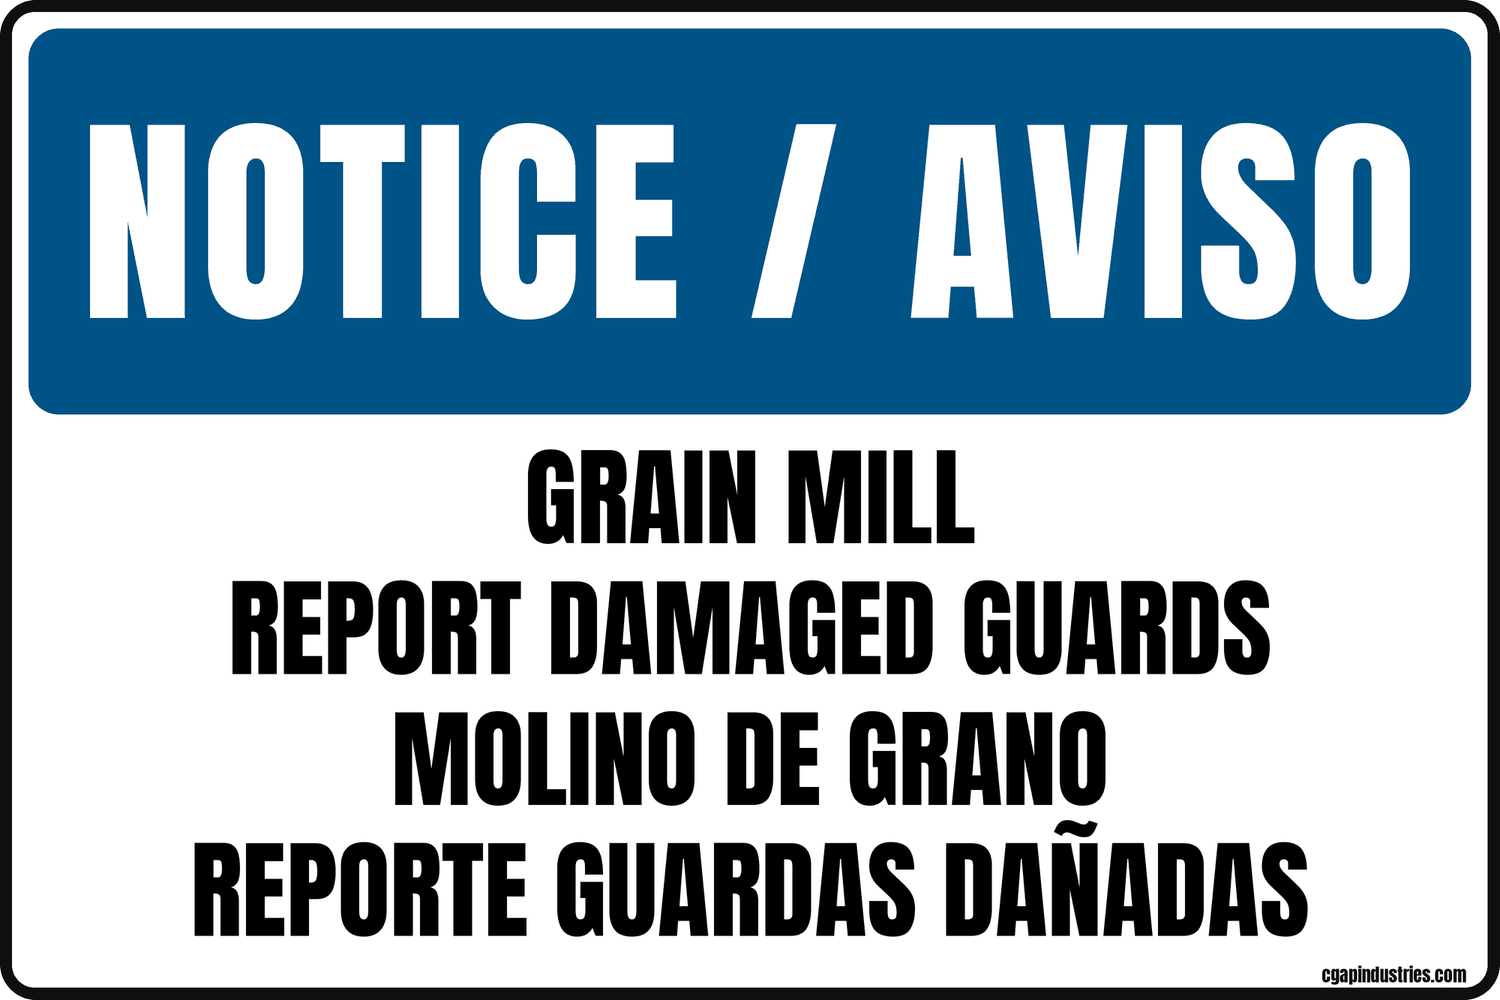 NOTICE / AVISO
GRAIN MILL
REPORT DAMAGED GUARDS
MOLINO DE GRANO
REPORTE GUARDAS DAÑADAS
cgapindustries.com